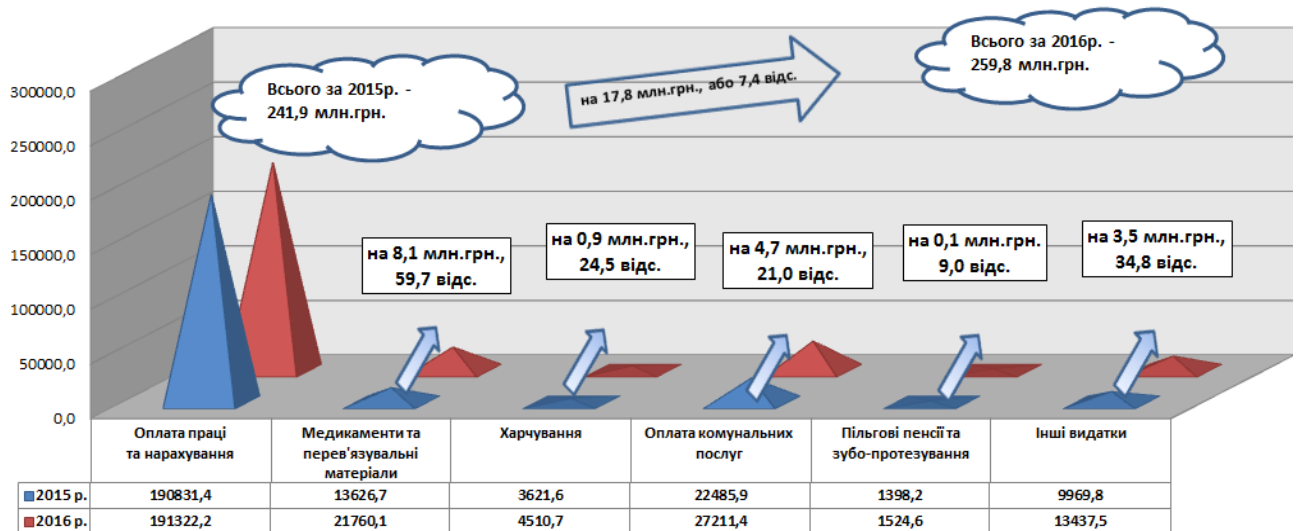 Всього за 2015р. -
241,9 млн.грн.
на 17,8 млн.грн., або 7,4 відс.
Всього за 2016р. -
259,8 млн.грн.
300000,0
250000,0
200000,0
150000,0
100000,0
50000,0
0,0
на 8,1 млн.грн.,
59,7 відс.
на 0,9 млн.грн.,
24,5 відс.
на 4,7 млн.грн.,
21,0 відс.
на 0,1 млн.грн.
9,0 відс.
на 3,5 млн.грн.,
34,8 відс.
Оплата праці
та нарахування
Медикаменти та
перев'язувальні
матеріали
Харчування
Оплата комунальних
послуг
Пільгові пенсії та
зубо-протезування
Інші видатки
2015 р. 190831,4 13626,7 3621,6 22485,9 1398,2 9969,8
2016 р. 191322,2 21760,1 4510,7 27211,4 1524,6 13437,5